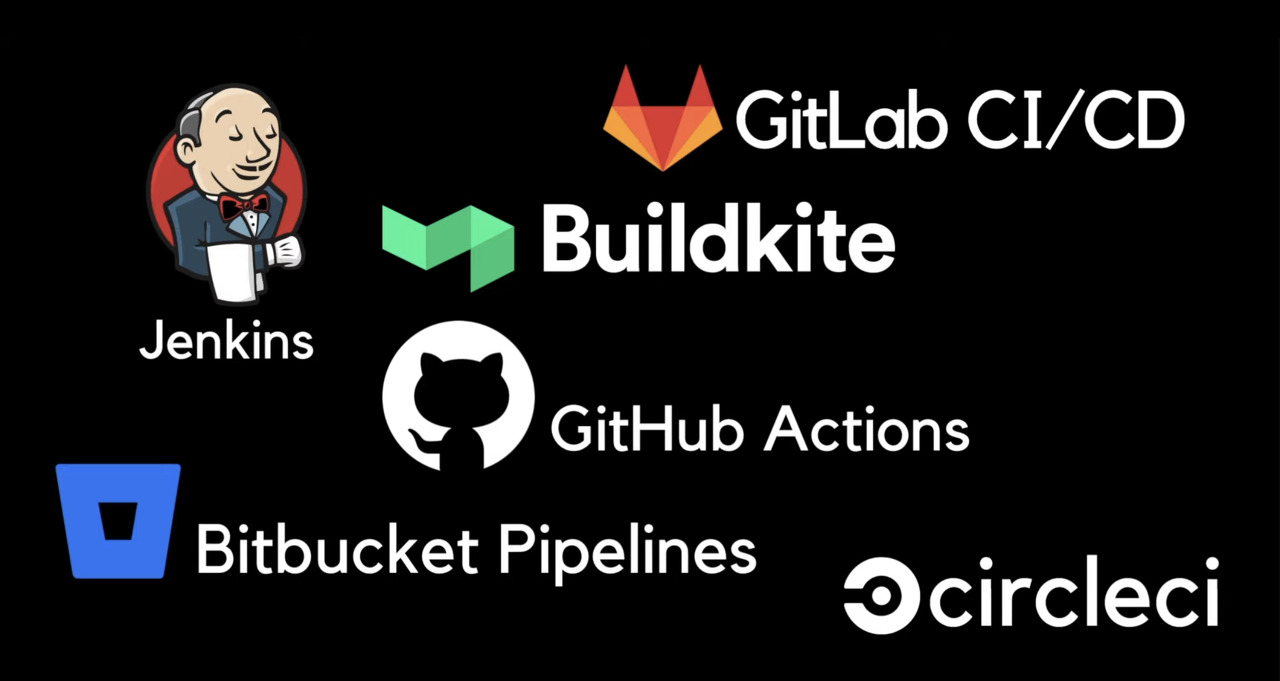 GitLab CI/CD
Buildkite
Jenkins
GitHub Actions
Bitbucket Pipelines
circleci